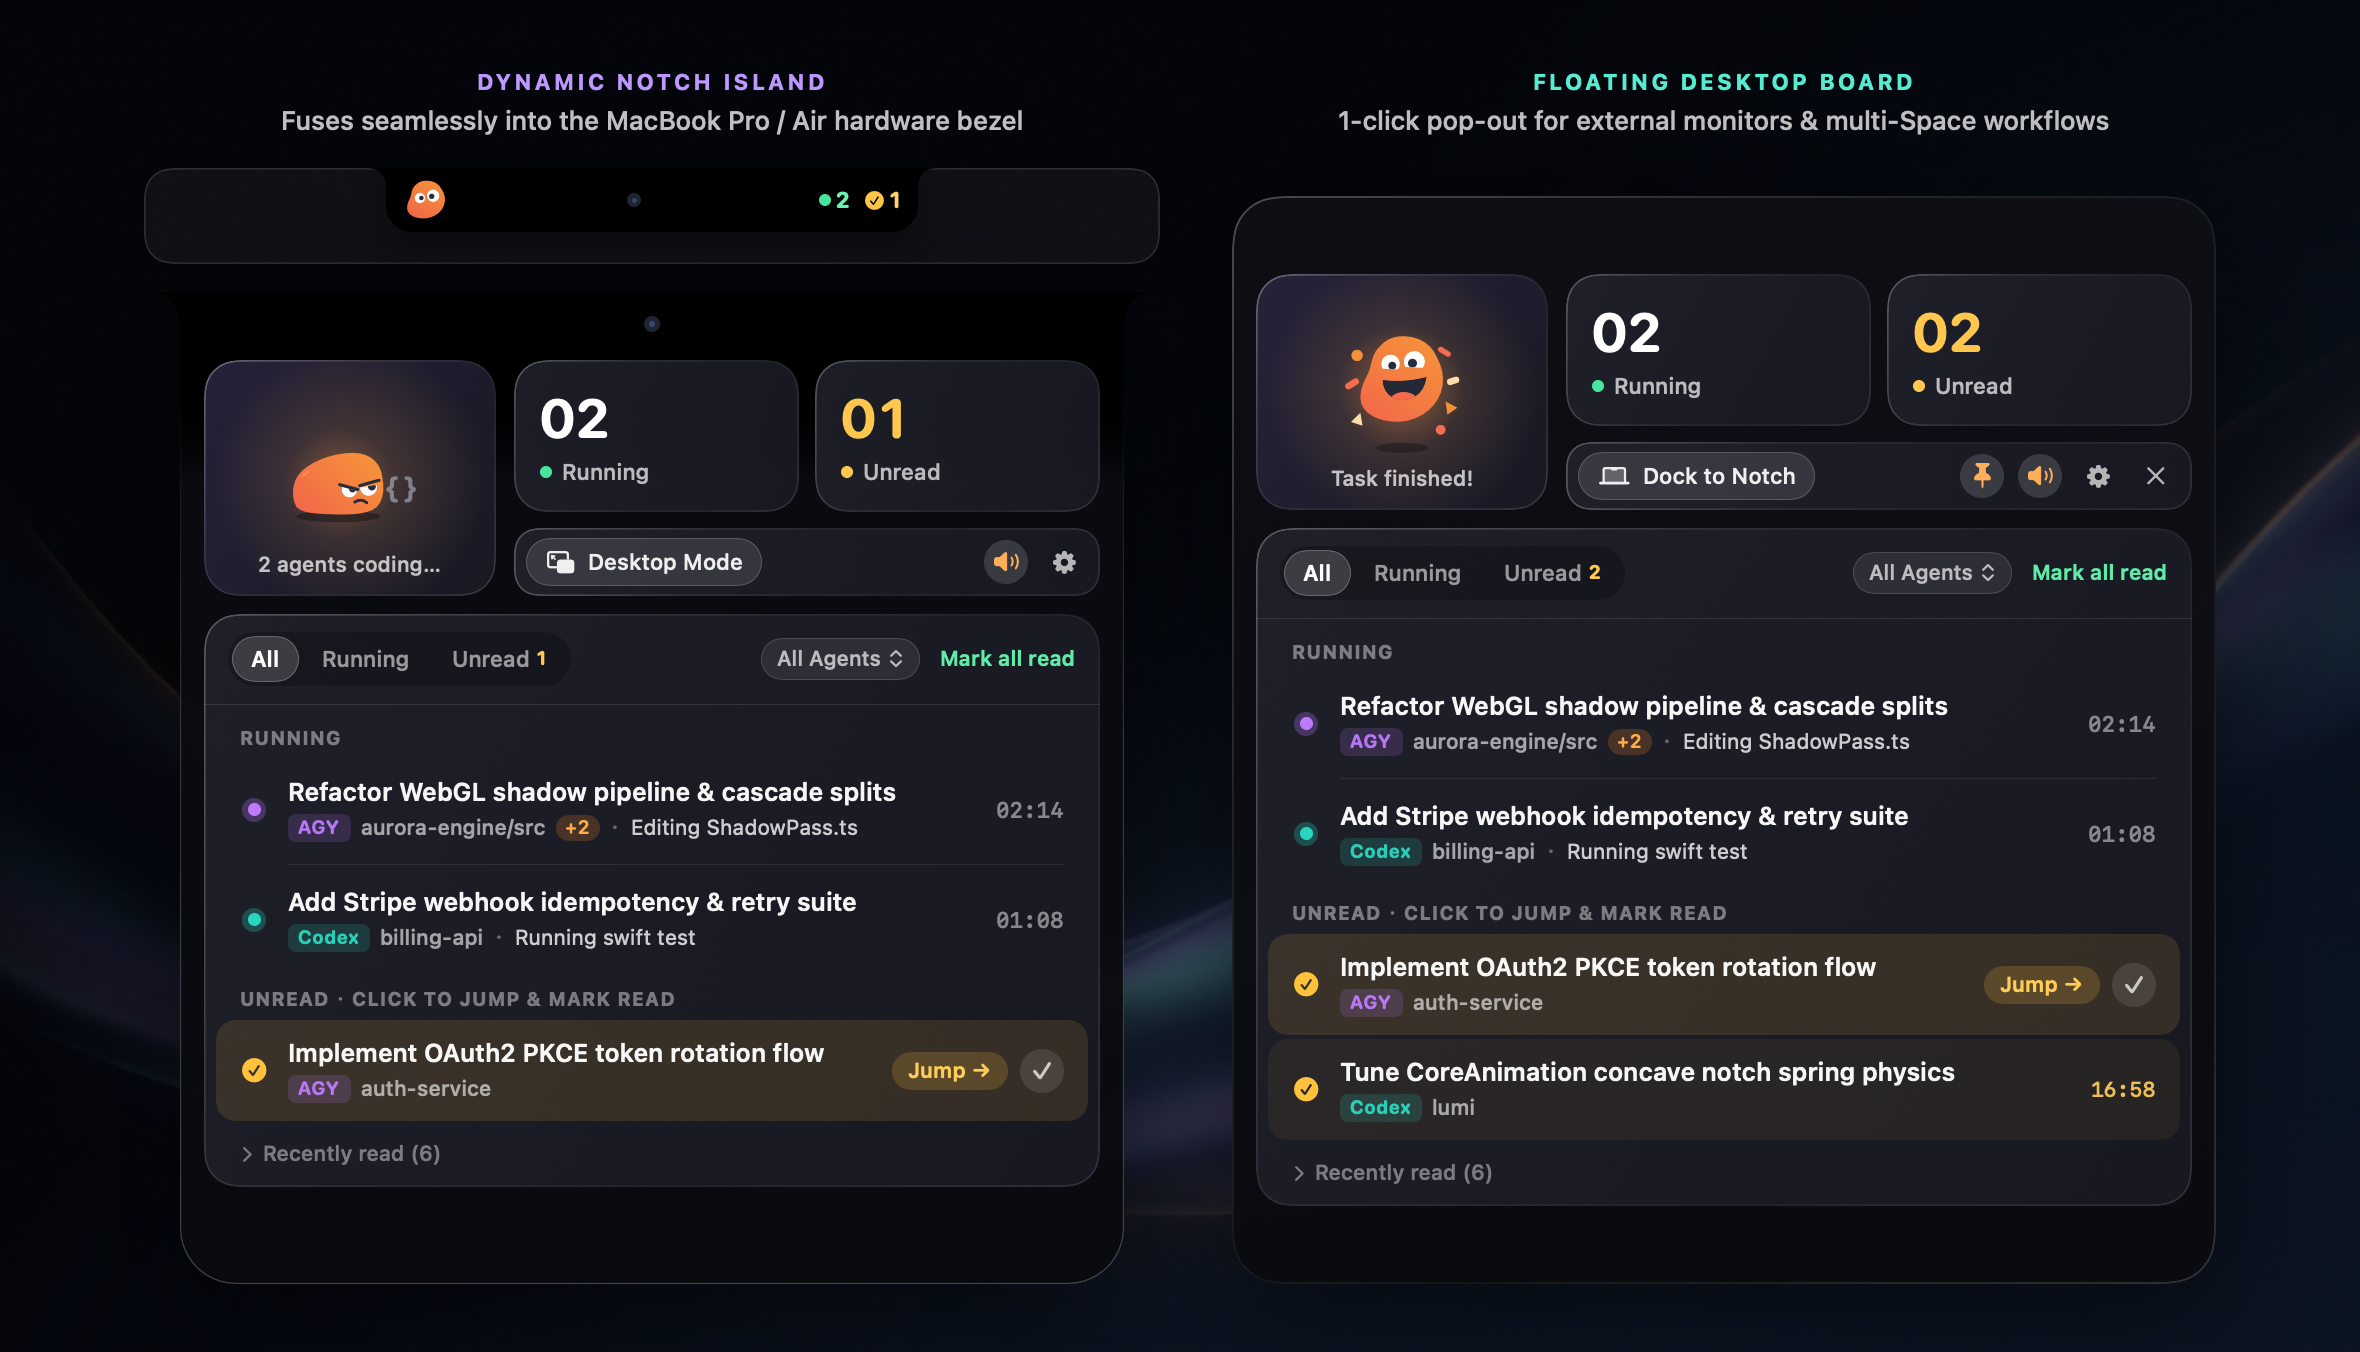 DYNAMIC NOTCH ISLAND
Fuses seamlessly into the MacBook Pro / Air hardware bezel
2 1
02
Running
01
Unread
{}
2 agents coding...
Desktop Mode
All Running Unread 1 All Agents Mark all read
RUNNING
Refactor WebGL shadow pipeline & cascade splits
02:14
AGY aurora-engine/src +2 · Editing ShadowPass.ts
Add Stripe webhook idempotency & retry suite
01:08
Codex billing-api · Running swift test
UNREAD · CLICK TO JUMP & MARK READ
Implement OAuth2 PKCE token rotation flow
Jump →
AGY auth-service
Recently read (6)
FLOATING DESKTOP BOARD
1-click pop-out for external monitors & multi-Space workflows
02
Running
02
Unread
Task finished!
Dock to Notch
All Running Unread 2 All Agents Mark all read
RUNNING
Refactor WebGL shadow pipeline & cascade splits
02:14
AGY aurora-engine/src +2 · Editing ShadowPass.ts
Add Stripe webhook idempotency & retry suite
01:08
Codex billing-api · Running swift test
UNREAD · CLICK TO JUMP & MARK READ
Implement OAuth2 PKCE token rotation flow
Jump →
AGY auth-service
Tune CoreAnimation concave notch spring physics
16:58
Codex lumi
Recently read (6)